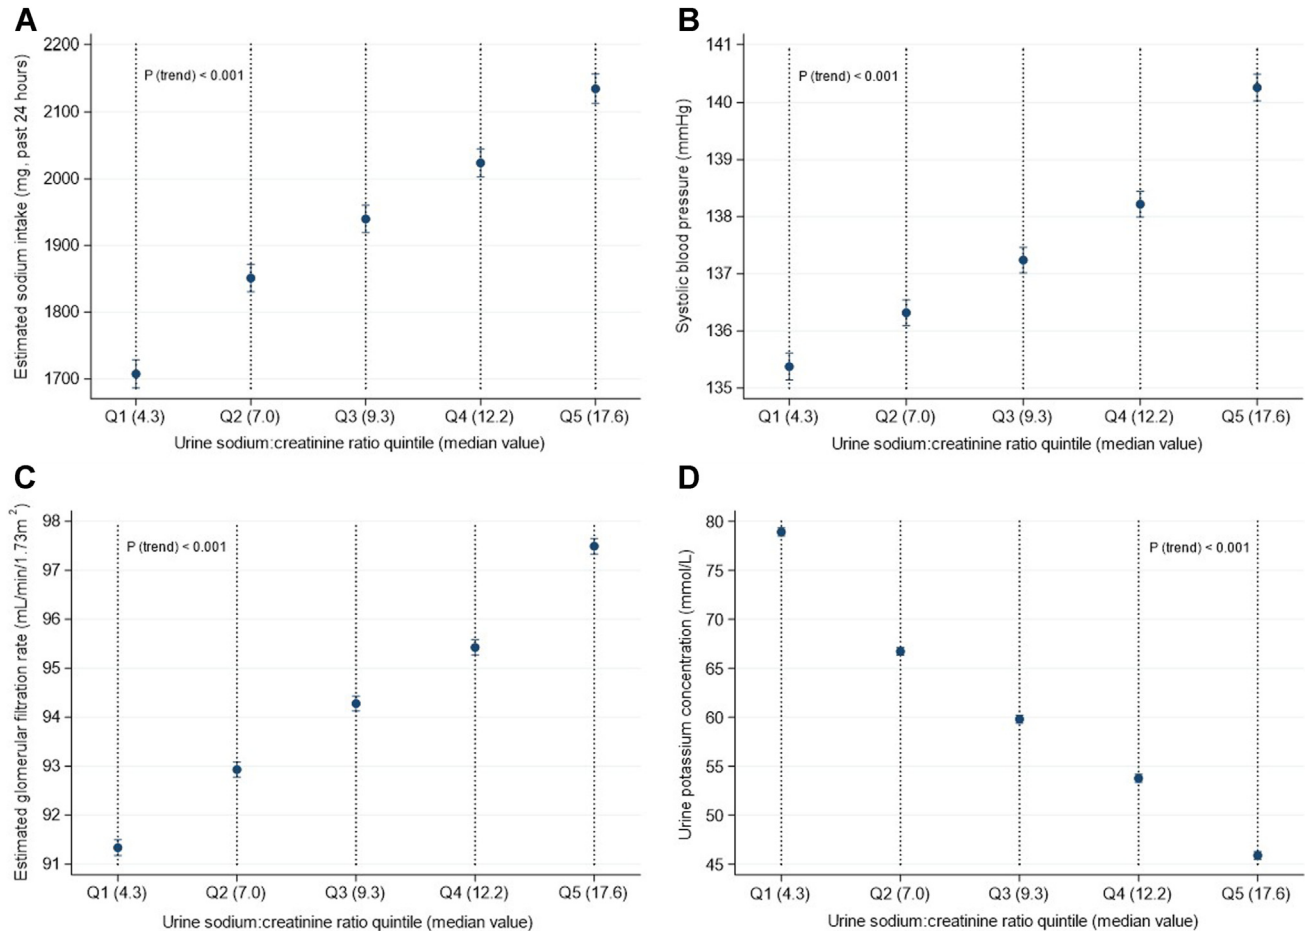 A
Estimated sodium intake (mg, past 24 hours)
2200
2100
2000
1900
1800
1700
P (trend) < 0.001
Q1 (4.3) Q2 (7.0) Q3 (9.3) Q4 (12.2) Q5 (17.6)
Urine sodium:creatinine ratio quintile (median value)
B
Systolic blood pressure (mmHg)
141
140
139
138
137
136
135
P (trend) < 0.001
Q1 (4.3) Q2 (7.0) Q3 (9.3) Q4 (12.2) Q5 (17.6)
Urine sodium:creatinine ratio quintile (median value)
C
Estimated glomerular filtration rate (mL/min/1.73m²)
98
97
96
95
94
93
92
91
P (trend) < 0.001
Q1 (4.3) Q2 (7.0) Q3 (9.3) Q4 (12.2) Q5 (17.6)
Urine sodium:creatinine ratio quintile (median value)
D
Urine potassium concentration (mmol/L)
80
75
70
65
60
55
50
45
P (trend) < 0.001
Q1 (4.3) Q2 (7.0) Q3 (9.3) Q4 (12.2) Q5 (17.6)
Urine sodium:creatinine ratio quintile (median value)